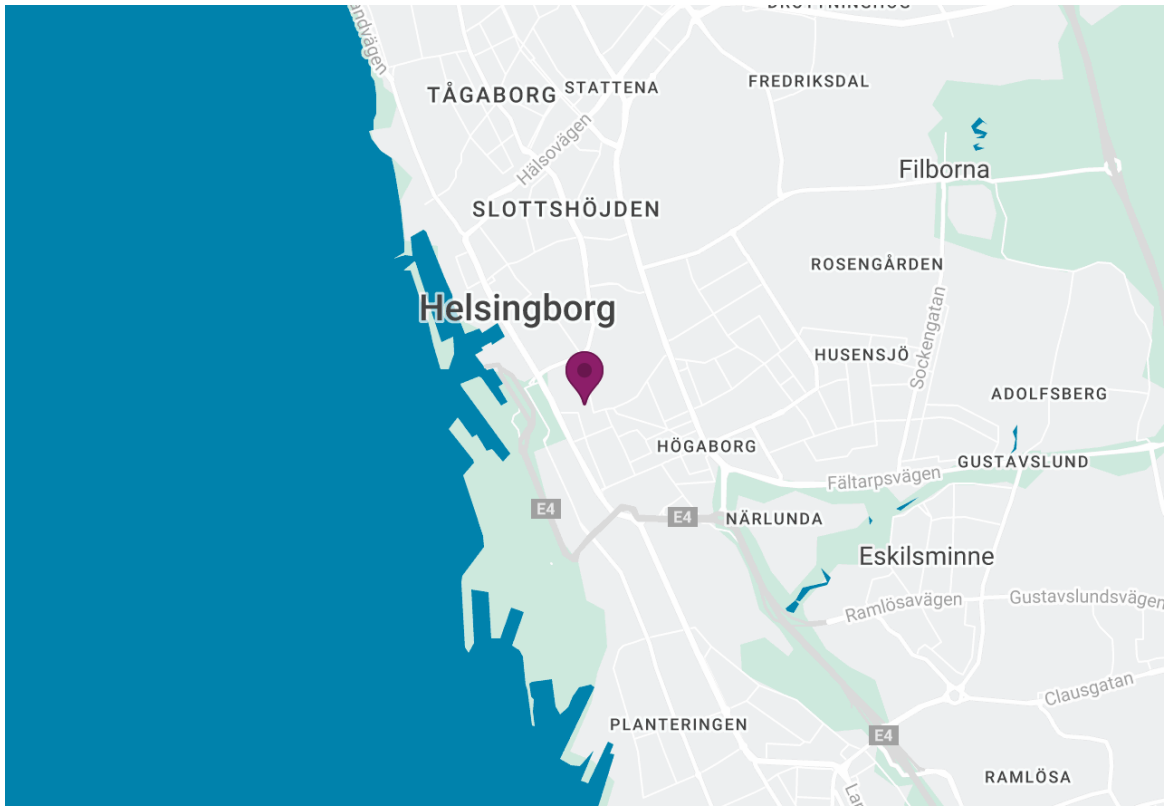 DROTTNINGHÖG
TÅGABORG
STATTENA
FREDRIKSDAL
Hälsovägen
Filborna
SLOTTSHÖJDEN
ROSENGÅRDEN
Helsingborg
Sockengatan
HUSENSJÖ
ADOLFSBERG
HÖGABORG
GUSTAVSLUND
Fältarpsvägen
E4
E4
NÄRLUNDA
Eskilsminne
Ramlösavägen
Gustavslundsvägen
Clausgatan
PLANTERINGEN
E4
RAMLÖSA